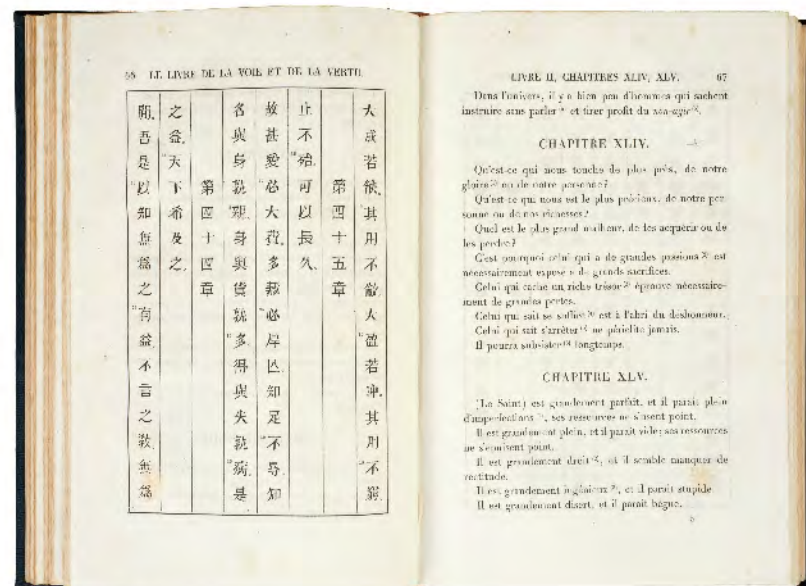 LE LIVRE DE LA VOIE ET DE LA VERTU.
間吾是以知無爲之有益不言之教無爲
之益天下希及之
第四十四章
名與身孰親身與貨孰多得與失孰病是
故甚愛必大費多藏必厚亡知足不辱知
止不殆可以長久
第四十五章
大成若缺其用不敝大盈若沖其用不窮
LIVRE II, CHAPITRES XLIV, XLV. 67
Dans l'univers, il y a bien peu d'hommes qui sachent
instruire sans parler et tirer profit du non-agir.
CHAPITRE XLIV.
Qu'est-ce qui nous touche de plus près, de notre
gloire ou de notre personne?
Qu'est-ce qui nous est le plus précieux, de notre per-
sonne ou de nos richesses?
Quel est le plus grand malheur, de les acquérir ou de
les perdre?
C'est pourquoi celui qui a de grandes passions est
nécessairement exposé à de grands sacrifices.
Celui qui cache un riche trésor éprouve nécessaire-
ment de grandes pertes.
Celui qui sait se suffire est à l'abri du déshonneur.
Celui qui sait s'arrêter ne périclite jamais.
Il pourra subsister longtemps.
CHAPITRE XLV.
(Le Saint) est grandement parfait, et il paraît plein
d'imperfections, ses ressources ne s'usent point.
Il est grandement plein, et il paraît vide; ses ressources
ne s'épuisent point.
Il est grandement droit, et il semble manquer de
rectitude.
Il est grandement ingénieux, et il paraît stupide.
Il est grandement disert, et il paraît bègue.